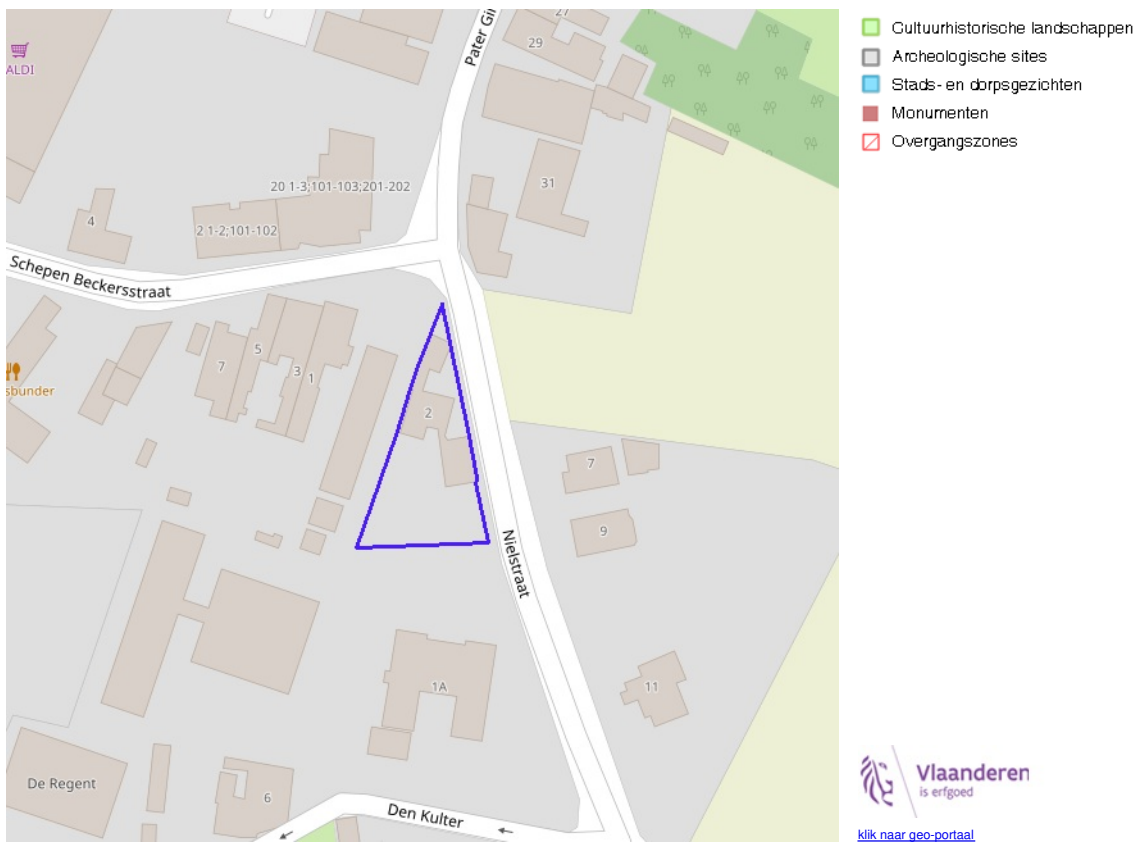 ALDI
Pater Gi
27
29
31
20 1-3;101-103;201-202
4
2 1-2;101-102
Schepen Beckersstraat
7
5
3
1
sbunder
2
7
9
Nielstraat
1A
11
De Regent
6
Den Kulter
Cultuurhistorische landschappen
Archeologische sites
Stads- en dorpsgezichten
Monumenten
Overgangszones
Vlaanderen
is erfgoed
klik naar geo-portaal